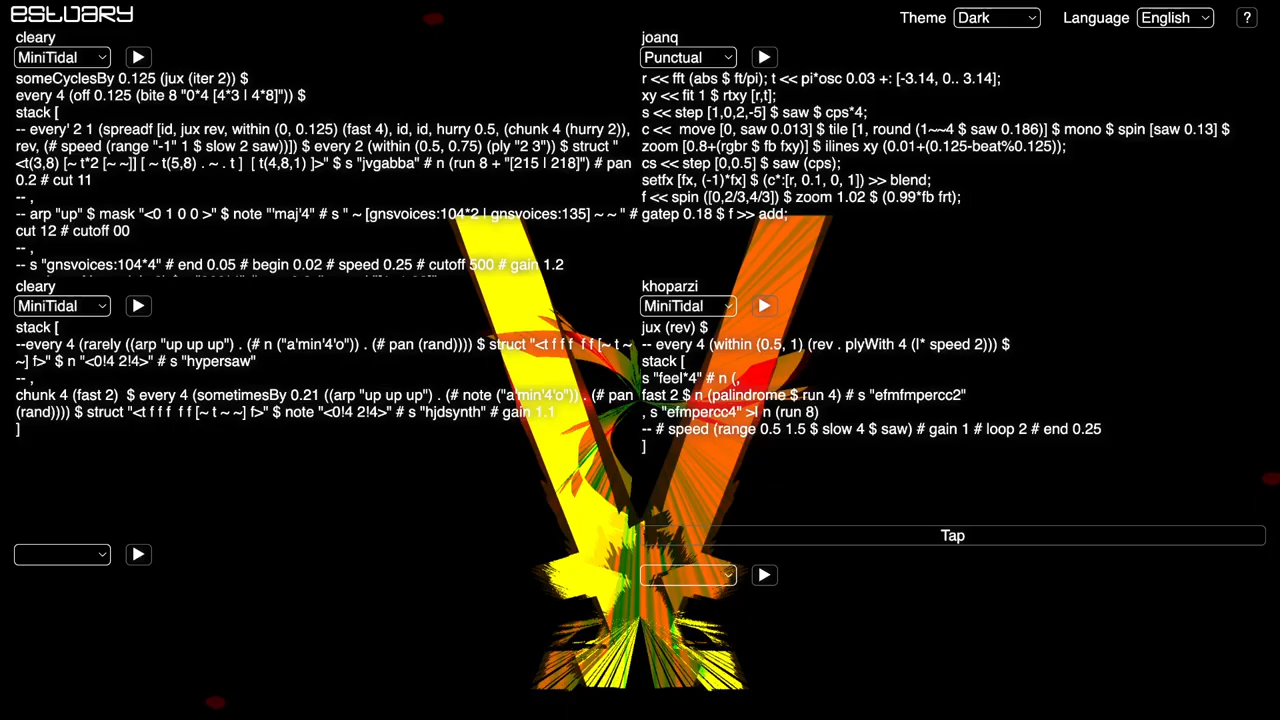 estuary
Theme Dark Language English ?
cleary
MiniTidal
someCyclesBy 0.125 (jux (iter 2)) $
every 4 (off 0.125 (bite 8 "0*4 [4*3 | 4*8]")) $
stack [
-- every' 2 1 (spreadf [id, jux rev, within (0, 0.125) (fast 4), id, id, hurry 0.5, (chunk 4 (hurry 2)),
rev, (# speed (range "-1" 1 $ slow 2 saw))]) $ every 2 (within (0.5, 0.75) (ply "2 3")) $ struct "
<t(3,8) [~ t*2 [~ ~]] [ ~ t(5,8) . ~ . t ]  [ t(4,8,1) ]>" $ s "jvgabba" # n (run 8 + "[215 | 218]") # pan
0.2 # cut 11
-- ,
-- arp "up" $ mask "<0 1 0 0 >" $ note "'maj'4" # s " ~ [gnsvoices:104*2 | gnsvoices:135] ~ ~ " #
cut 12 # cutoff 00
-- ,
-- s "gnsvoices:104*4" # end 0.05 # begin 0.02 # speed 0.25 # cutoff 500 # gain 1.2
joanq
Punctual
r << fft (abs $ ft/pi); t << pi*osc 0.03 +: [-3.14, 0.. 3.14];
xy << fit 1 $ rtxy [r,t];
s << step [1,0,2,-5] $ saw $ cps*4;
c <<  move [0, saw 0.013] $ tile [1, round (1~~4 $ saw 0.186)] $ mono $ spin [saw 0.13] $
zoom [0.8+(rgbr $ fb fxy)] $ ilines xy (0.01+(0.125-beat%0.125));
cs << step [0,0.5] $ saw (cps);
setfx [fx, (-1)*fx] $ (c*:[r, 0.1, 0, 1]) >> blend;
f << spin ([0,2/3,4/3]) $ zoom 1.02 $ (0.99*fb frt);
gatep 0.18 $ f >> add;
cleary
MiniTidal
stack [
--every 4 (rarely ((arp "up up up") . (# n ("a'min'4'o")) . (# pan (rand)))) $ struct "<t f f f  f f [~ t ~
~] f>" $ n "<0!4 2!4>" # s "hypersaw"
-- ,
chunk 4 (fast 2)  $ every 4 (sometimesBy 0.21 ((arp "up up up") . (# note ("a'min'4'o")) . (# pan
(rand)))) $ struct "<t f f f  f f [~ t ~ ~] f>" $ note "<0!4 2!4>" # s "hjdsynth" # gain 1.1
]
khoparzi
MiniTidal
jux (rev) $
-- every 4 (within (0.5, 1) (rev . plyWith 4 (|* speed 2))) $
stack [
s "feel*4" # n (,
fast 2 $ n (palindrome $ run 4) # s "efmfmpercc2"
, s "efmpercc4" >| n (run 8)
-- # speed (range 0.5 1.5 $ slow 4 $ saw) # gain 1 # loop 2 # end 0.25
]
Tap